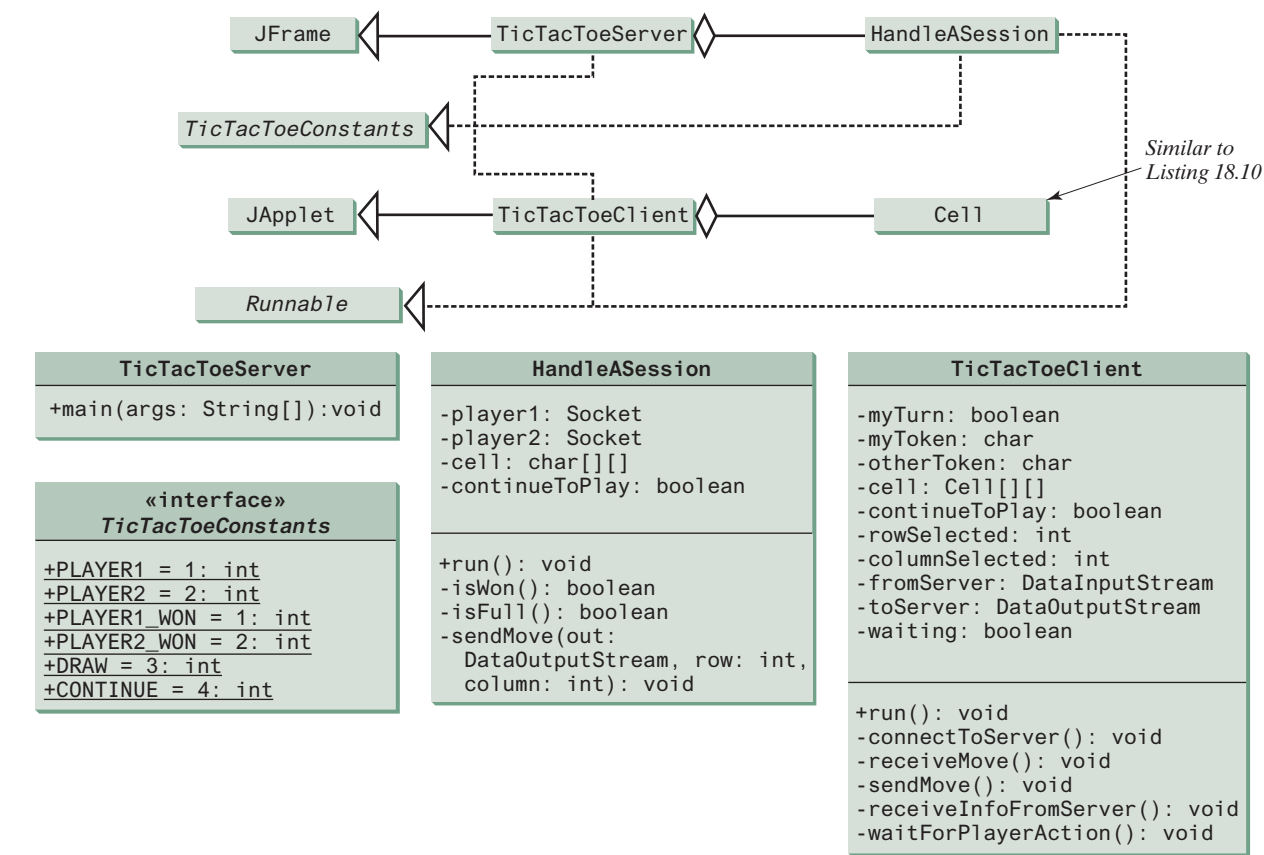 JFrame
TicTacToeServer
HandleASession
TicTacToeConstants
Similar to
Listing 18.10
JApplet
TicTacToeClient
Cell
Runnable
TicTacToeServer
+main(args: String[]):void
«interface»
TicTacToeConstants
+PLAYER1 = 1: int
+PLAYER2 = 2: int
+PLAYER1_WON = 1: int
+PLAYER2_WON = 2: int
+DRAW = 3: int
+CONTINUE = 4: int
HandleASession
-player1: Socket
-player2: Socket
-cell: char[][]
-continueToPlay: boolean
+run(): void
-isWon(): boolean
-isFull(): boolean
-sendMove(out:
DataOutputStream, row: int,
column: int): void
TicTacToeClient
-myTurn: boolean
-myToken: char
-otherToken: char
-cell: Cell[][]
-continueToPlay: boolean
-rowSelected: int
-columnSelected: int
-fromServer: DataInputStream
-toServer: DataOutputStream
-waiting: boolean
+run(): void
-connectToServer(): void
-receiveMove(): void
-sendMove(): void
-receiveInfoFromServer(): void
-waitForPlayerAction(): void